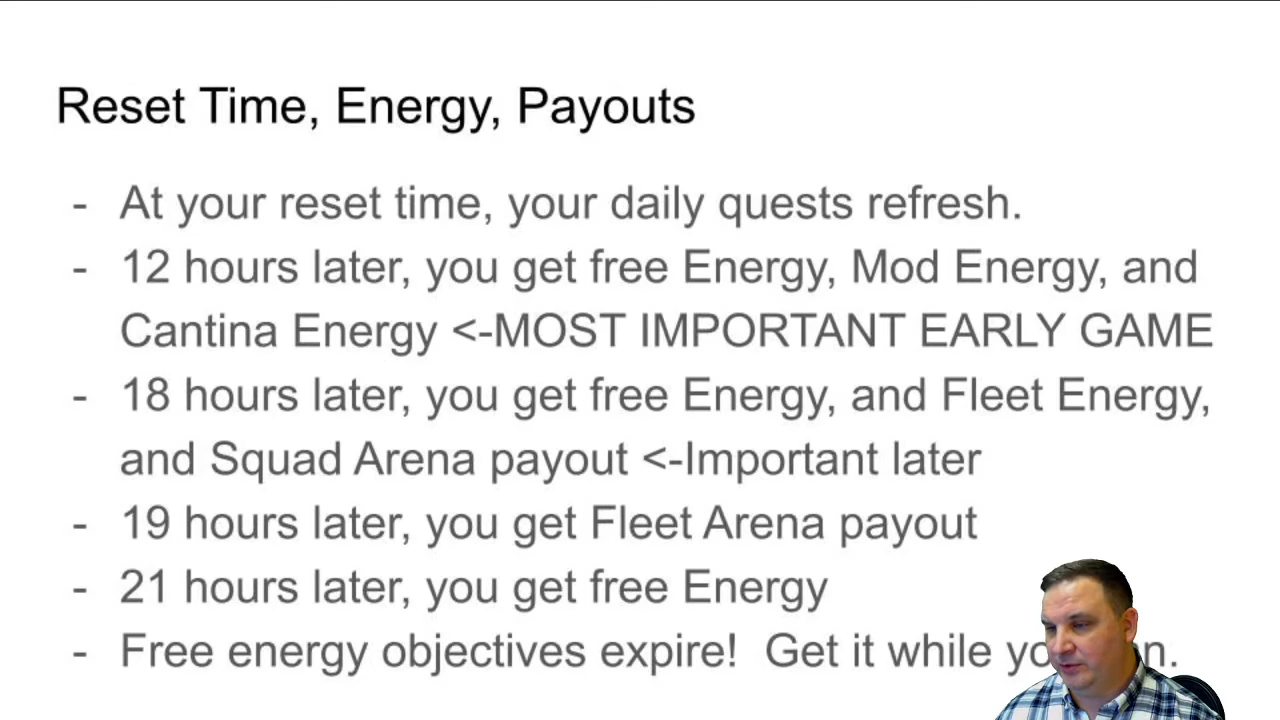 Reset Time, Energy, Payouts
- At your reset time, your daily quests refresh.
- 12 hours later, you get free Energy, Mod Energy, and
Cantina Energy <-MOST IMPORTANT EARLY GAME
- 18 hours later, you get free Energy, and Fleet Energy,
and Squad Arena payout <-Important later
- 19 hours later, you get Fleet Arena payout
- 21 hours later, you get free Energy
- Free energy objectives expire!  Get it while